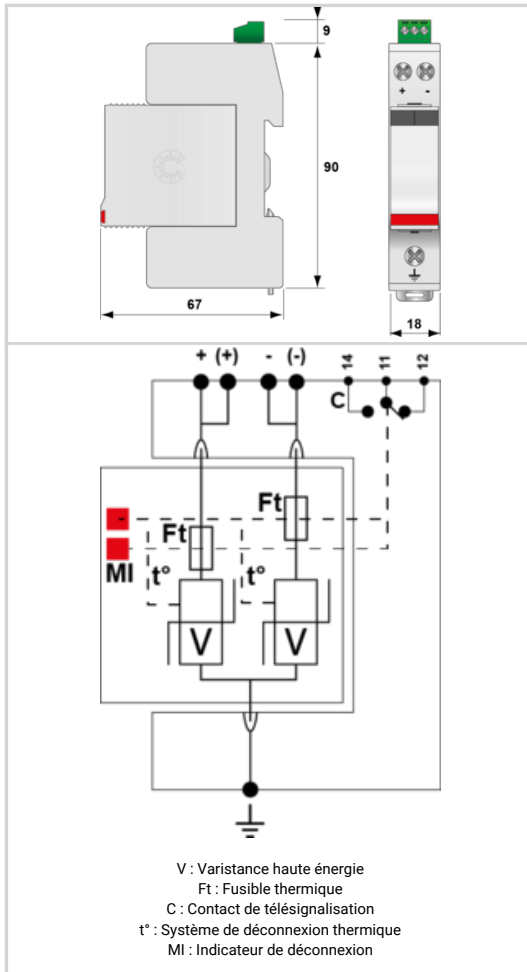 9
90
67
+ -
18
+ (+) - (-)
14 11 12
C
Ft
Ft
MI
t°
t°
V
V
V : Varistance haute énergie
Ft : Fusible thermique
C : Contact de télésignalisation
t° : Système de déconnexion thermique
MI : Indicateur de déconnexion